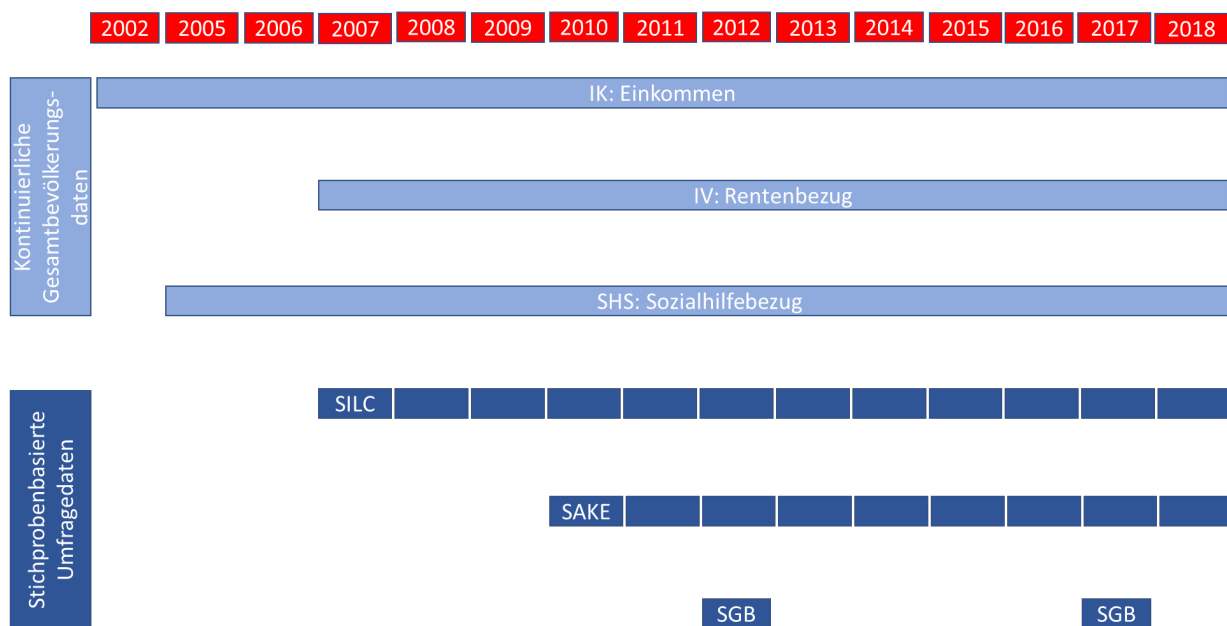 2002 2005 2006 2007 2008 2009 2010 2011 2012 2013 2014 2015 2016 2017 2018
Kontinuierliche
Gesamtbevölkerungs-
daten
IK: Einkommen
IV: Rentenbezug
SHS: Sozialhilfebezug
Stichprobenbasierte
Umfragedaten
SILC
SAKE
SGB SGB